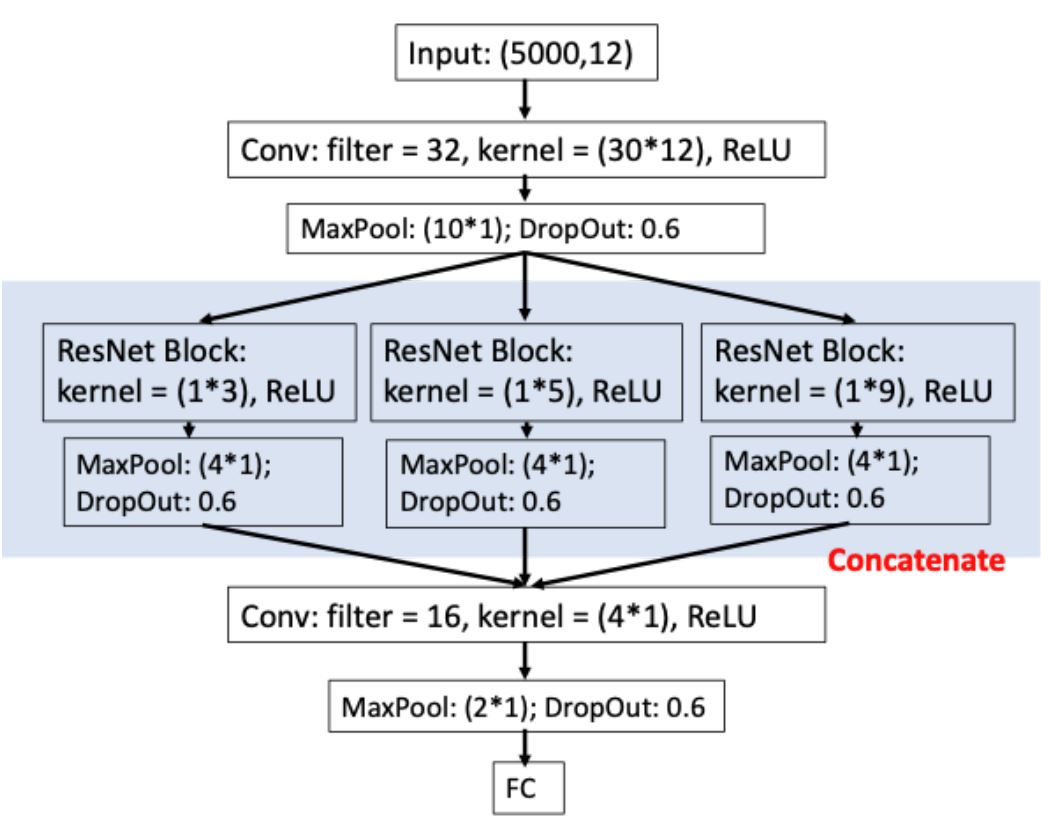 Input: (5000,12)
Conv: filter = 32, kernel = (30*12), ReLU
MaxPool: (10*1); DropOut: 0.6
ResNet Block:
kernel = (1*3), ReLU
ResNet Block:
kernel = (1*5), ReLU
ResNet Block:
kernel = (1*9), ReLU
MaxPool: (4*1);
DropOut: 0.6
MaxPool: (4*1);
DropOut: 0.6
MaxPool: (4*1);
DropOut: 0.6
Concatenate
Conv: filter = 16, kernel = (4*1), ReLU
MaxPool: (2*1); DropOut: 0.6
FC